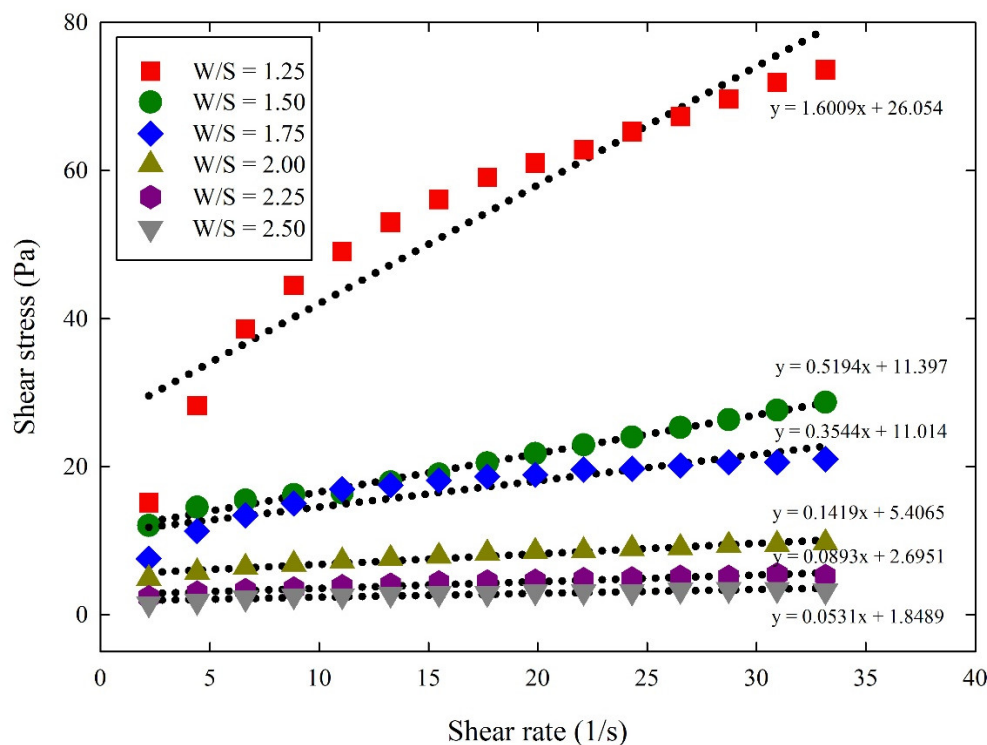 80
60
40
20
0
Shear stress (Pa)
W/S = 1.25
W/S = 1.50
W/S = 1.75
W/S = 2.00
W/S = 2.25
W/S = 2.50
y = 1.6009x + 26.054
y = 0.5194x + 11.397
y = 0.3544x + 11.014
y = 0.1419x + 5.4065
y = 0.0893x + 2.6951
y = 0.0531x + 1.8489
0 5 10 15 20 25 30 35 40
Shear rate (1/s)